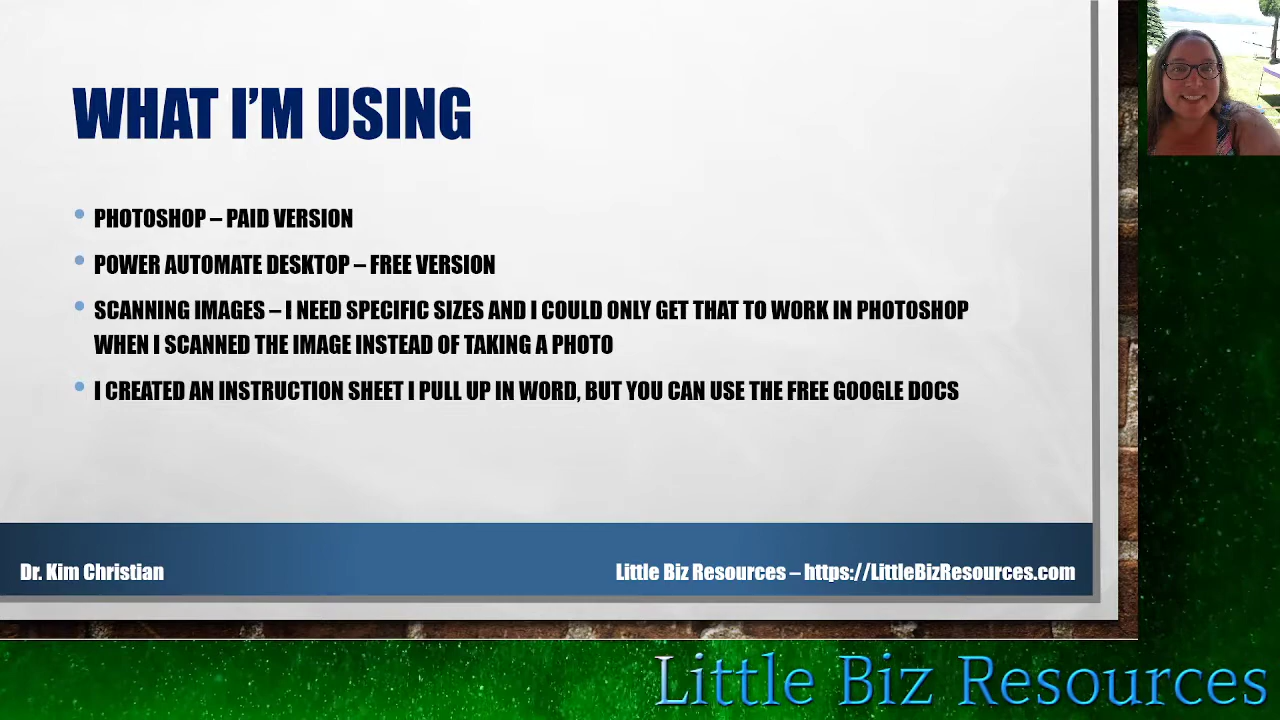 WHAT I'M USING
• PHOTOSHOP – PAID VERSION
• POWER AUTOMATE DESKTOP – FREE VERSION
• SCANNING IMAGES – I NEED SPECIFIC SIZES AND I COULD ONLY GET THAT TO WORK IN PHOTOSHOP
WHEN I SCANNED THE IMAGE INSTEAD OF TAKING A PHOTO
• I CREATED AN INSTRUCTION SHEET I PULL UP IN WORD, BUT YOU CAN USE THE FREE GOOGLE DOCS
Dr. Kim Christian
Little Biz Resources – https://LittleBizResources.com
Little Biz Resources